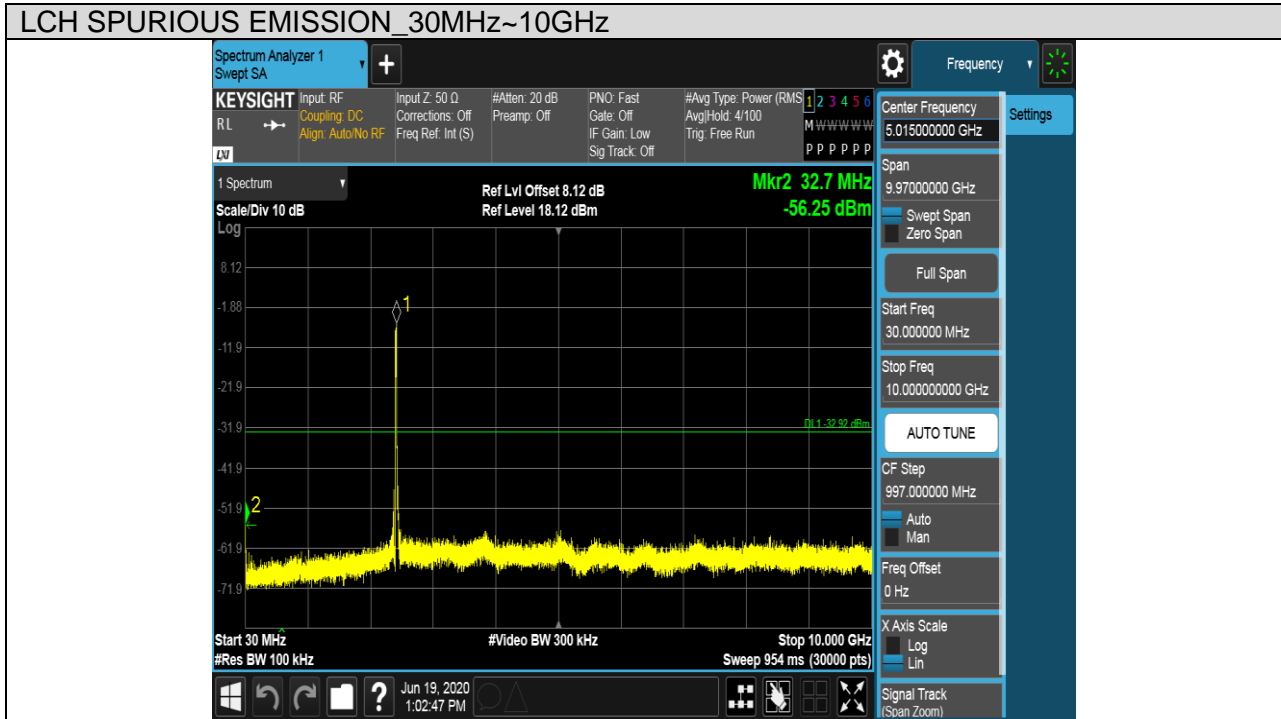 LCH SPURIOUS EMISSION_30MHz~10GHz
Spectrum Analyzer 1
Swept SA
+
Frequency
KEYSIGHT
RL
LXI
Input: RF
Coupling: DC
Align: Auto/No RF
Input Z: 50 Ω
Corrections: Off
Freq Ref: Int (S)
#Atten: 20 dB
Preamp: Off
PNO: Fast
Gate: Off
IF Gain: Low
Sig Track: Off
#Avg Type: Power (RMS
Avg|Hold: 4/100
Trig: Free Run
1 2 3 4 5 6
M W W W W W
P P P P P P
1 Spectrum
Scale/Div 10 dB
Log
Ref Lvl Offset 8.12 dB
Ref Level 18.12 dBm
Mkr2 32.7 MHz
-56.25 dBm
8.12
-1.88
-11.9
-21.9
-31.9
-41.9
-51.9
-61.9
-71.9
1
2
DL1 -32.92 dBm
Start 30 MHz
#Res BW 100 kHz
#Video BW 300 kHz
Stop 10.000 GHz
Sweep 954 ms (30000 pts)
?
Jun 19, 2020
1:02:47 PM
Center Frequency
5.015000000 GHz
Span
9.97000000 GHz
Swept Span
Zero Span
Full Span
Start Freq
30.000000 MHz
Stop Freq
10.000000000 GHz
AUTO TUNE
CF Step
997.000000 MHz
Auto
Man
Freq Offset
0 Hz
X Axis Scale
Log
Lin
Signal Track
(Span Zoom)
Settings